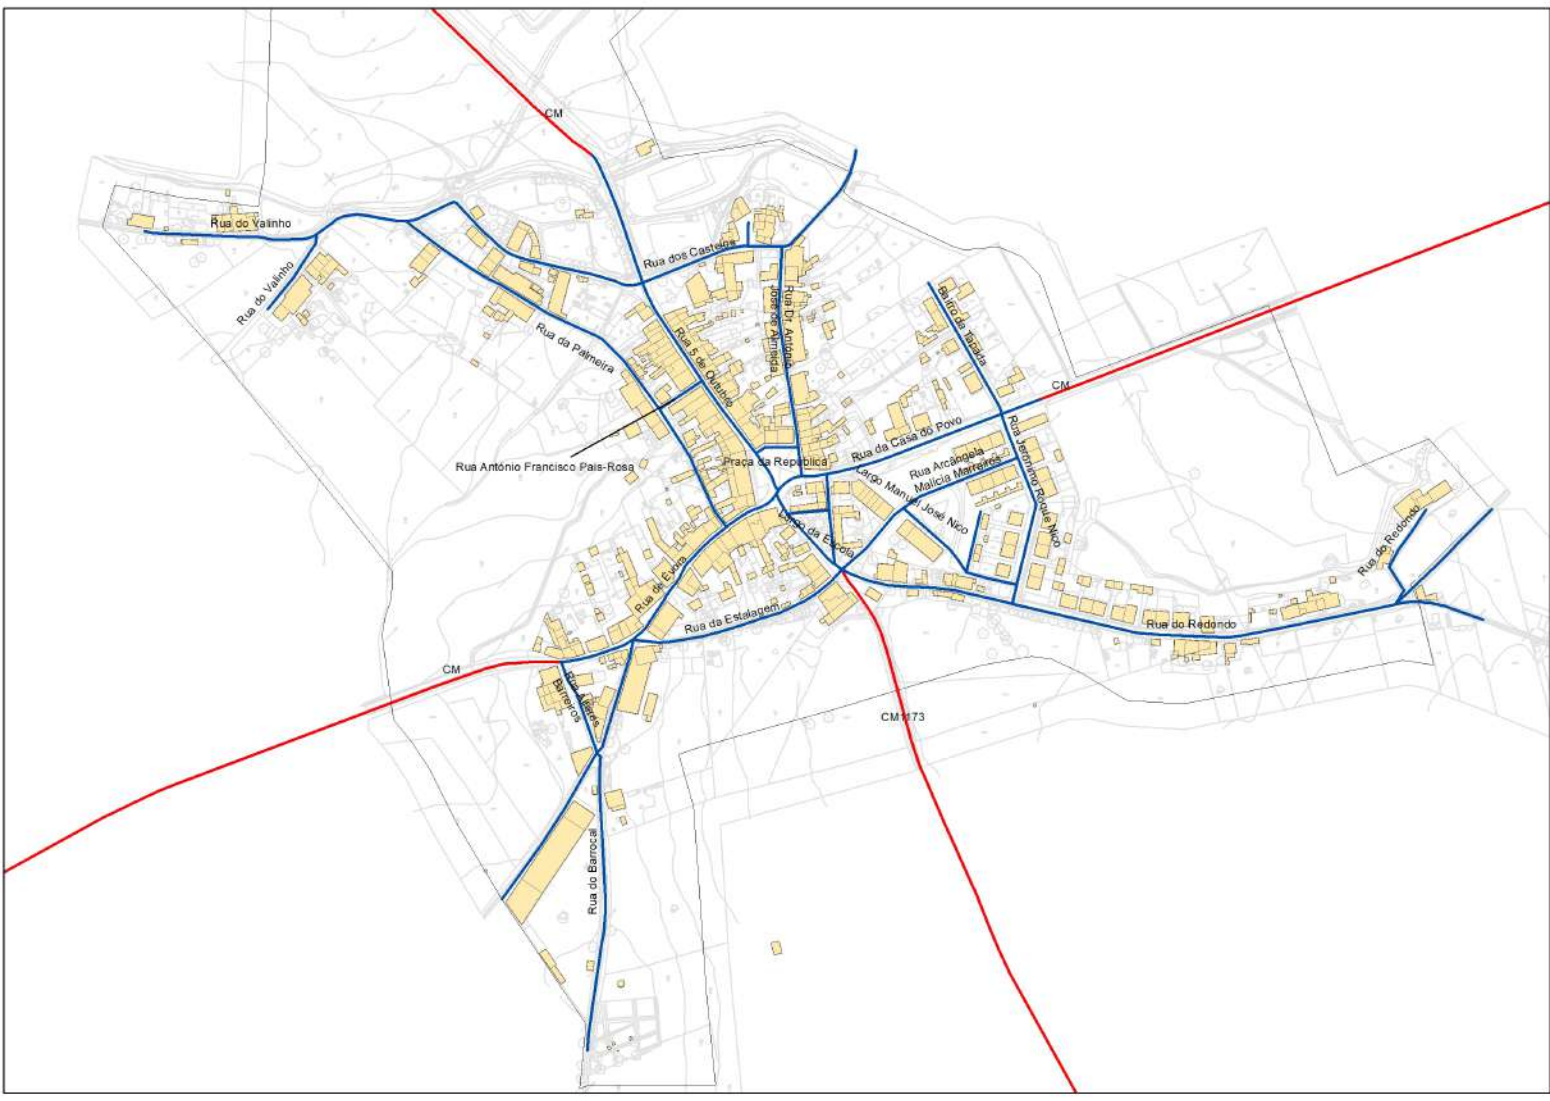 CM
Rua do Valinho
Rua dos Casteios
Rua do Valinho
Rua Dr. António
José de Almeida
Bairro da Tapada
Rua da Palmeira
Rua 5 de Outubro
CM
Rua da Casa do Povo
Rua Jerónimo Roque Nico
Rua António Francisco Pais-Rosa
Praça da República
Rua Arcângela
Malícia Marreiros
Largo Manuel José Nico
Largo da Escola
Rua do Redondo
Rua de Évora
Rua da Estalagem
Rua do Redondo
CM
Rua Alferes
Barreiros
CM1173
Rua do Barrocal